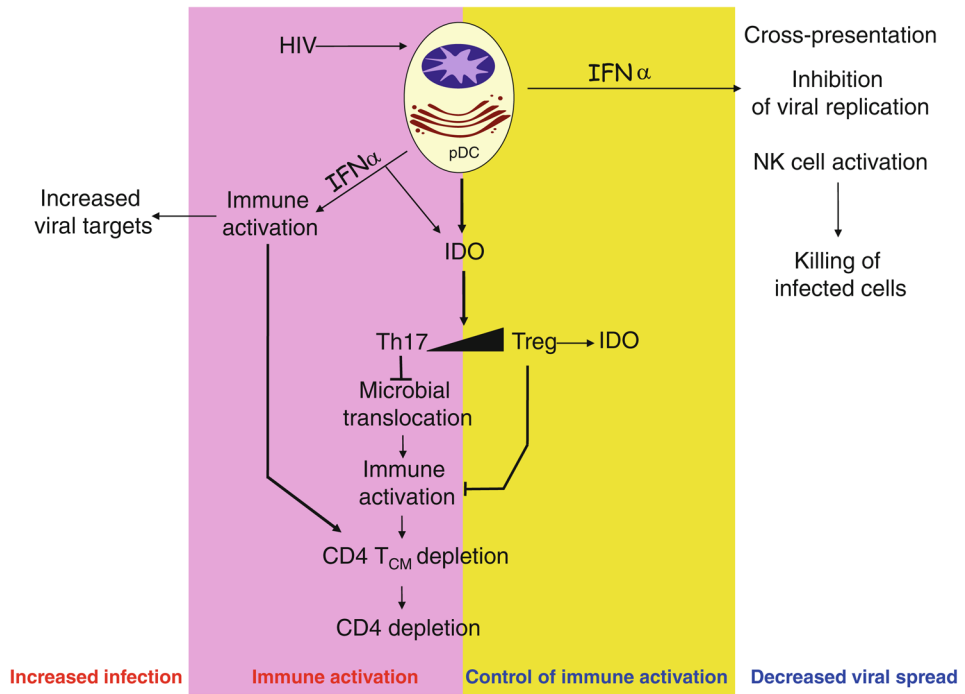 HIV
pDC
IFNα
Cross-presentation
Inhibition
of viral replication
NK cell activation
Killing of
infected cells
IFNα
Increased
viral targets
Immune
activation
IDO
Th17
Treg
IDO
Microbial
translocation
Immune
activation
CD4 TCM depletion
CD4 depletion
Increased infection
Immune activation
Control of immune activation
Decreased viral spread